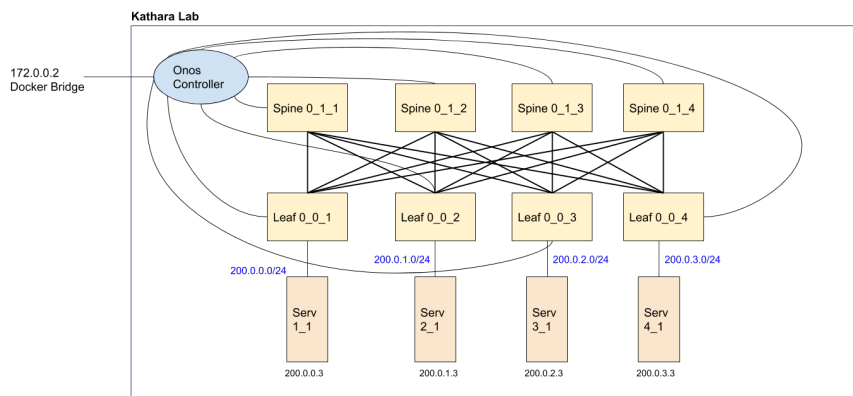 Kathara Lab
172.0.0.2
Docker Bridge
Onos
Controller
Spine 0_1_1
Spine 0_1_2
Spine 0_1_3
Spine 0_1_4
Leaf 0_0_1
Leaf 0_0_2
Leaf 0_0_3
Leaf 0_0_4
200.0.0.0/24
200.0.1.0/24
200.0.2.0/24
200.0.3.0/24
Serv
1_1
Serv
2_1
Serv
3_1
Serv
4_1
200.0.0.3
200.0.1.3
200.0.2.3
200.0.3.3